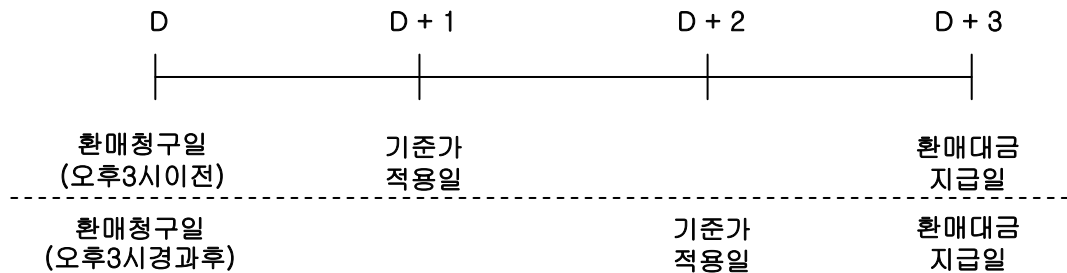 D D + 1 D + 2 D + 3
환매청구일 기준가 환매대금
(오후3시이전) 적용일 지급일
환매청구일 기준가 환매대금
(오후3시경과후) 적용일 지급일